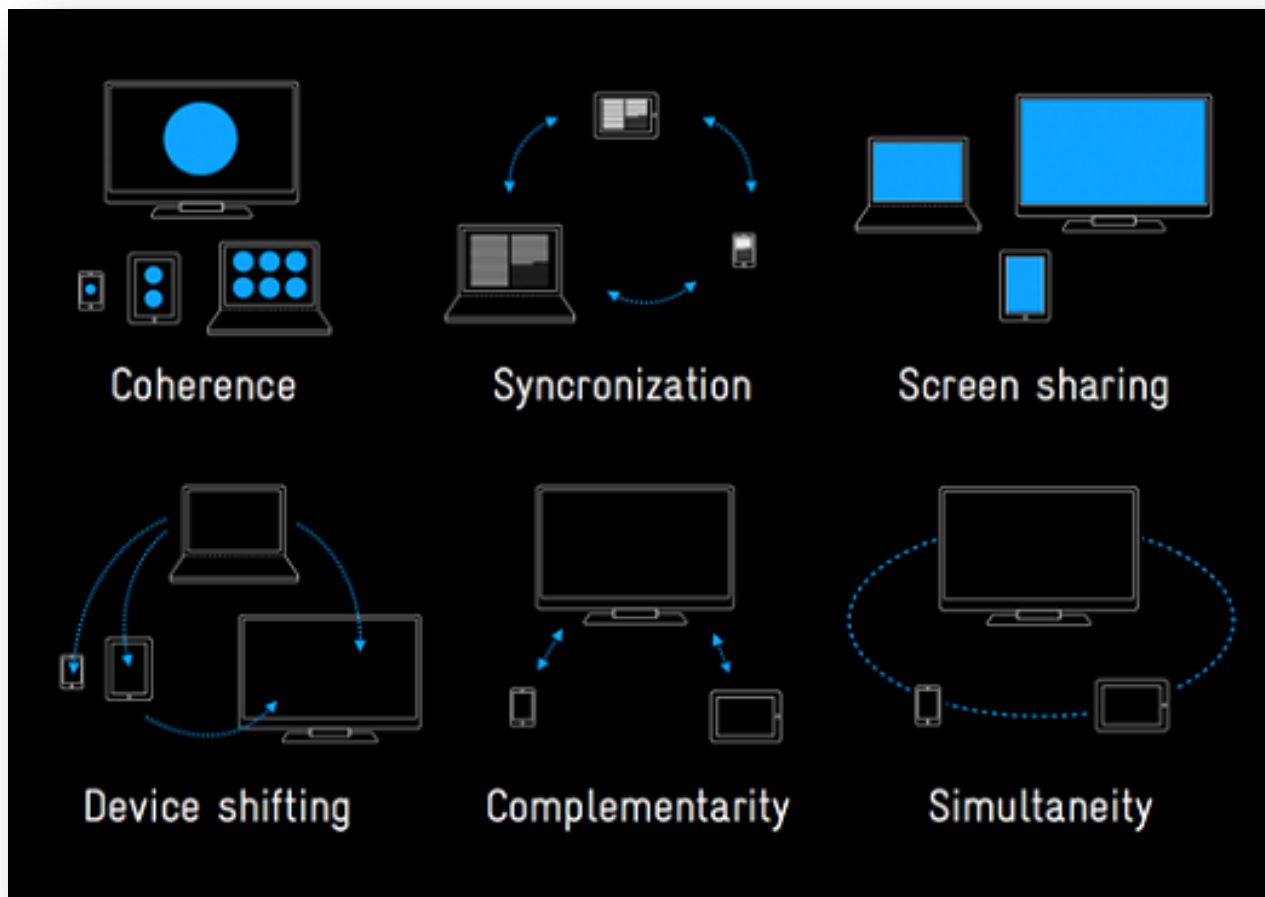 Coherence
Syncronization
Screen sharing
Device shifting
Complementarity
Simultaneity